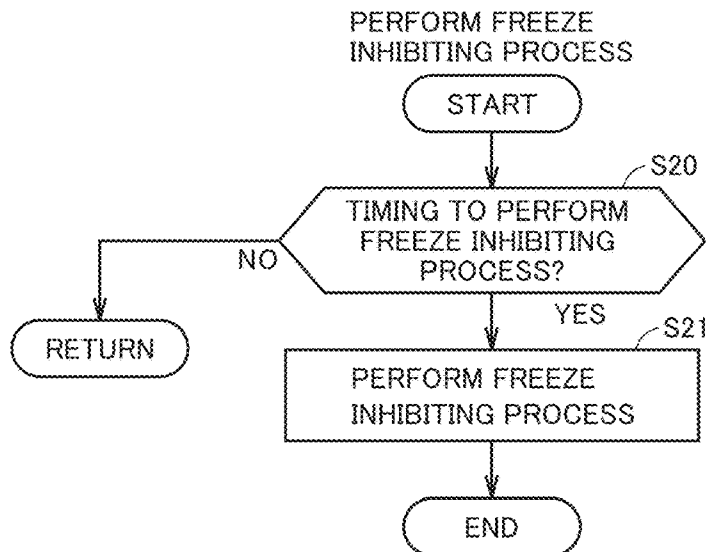 PERFORM FREEZE
INHIBITING PROCESS
START
S20
TIMING TO PERFORM
FREEZE INHIBITING
PROCESS?
NO
YES
RETURN
S21
PERFORM FREEZE
INHIBITING PROCESS
END